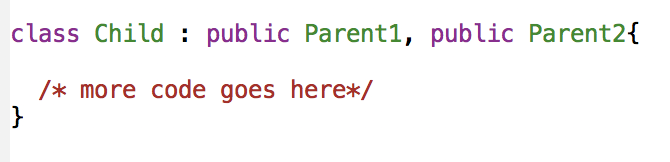 class Child : public Parent1, public Parent2{
/* more code goes here*/
}